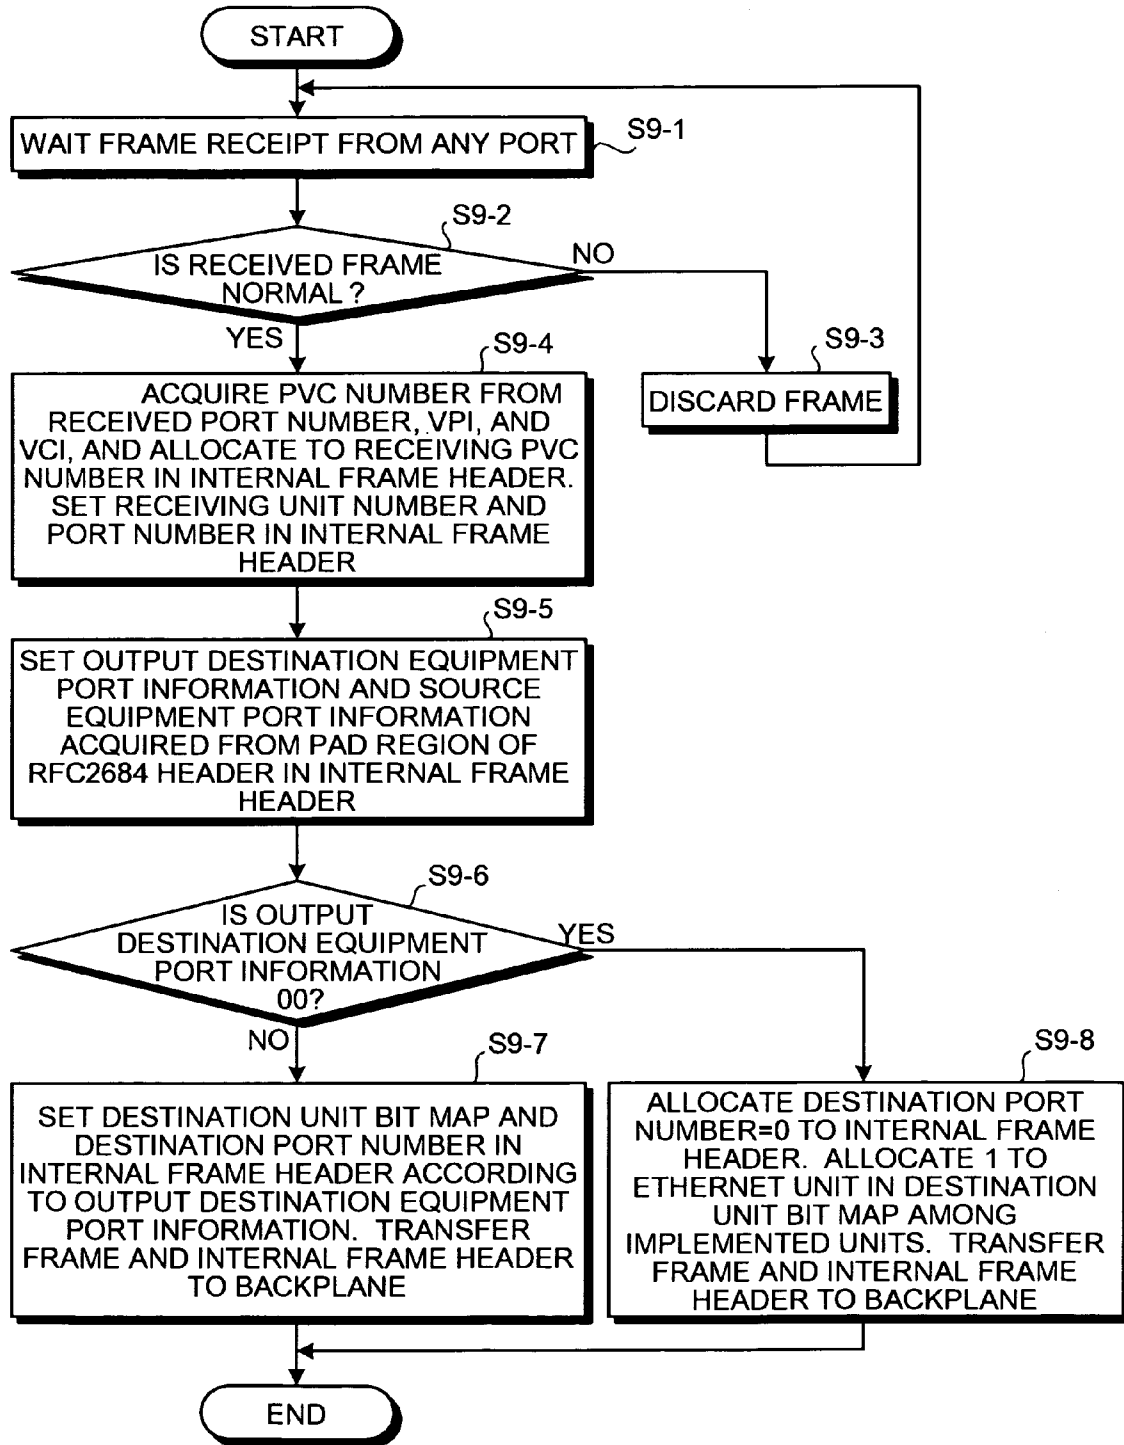 START
WAIT FRAME RECEIPT FROM ANY PORT
S9-1
S9-2
IS RECEIVED FRAME
NORMAL ?
NO
YES
S9-3
DISCARD FRAME
S9-4
ACQUIRE PVC NUMBER FROM
RECEIVED PORT NUMBER, VPI, AND
VCI, AND ALLOCATE TO RECEIVING PVC
NUMBER IN INTERNAL FRAME HEADER.
SET RECEIVING UNIT NUMBER AND
PORT NUMBER IN INTERNAL FRAME
HEADER
S9-5
SET OUTPUT DESTINATION EQUIPMENT
PORT INFORMATION AND SOURCE
EQUIPMENT PORT INFORMATION
ACQUIRED FROM PAD REGION OF
RFC2684 HEADER IN INTERNAL FRAME
HEADER
S9-6
IS OUTPUT
DESTINATION EQUIPMENT
PORT INFORMATION
00?
YES
NO
S9-7
SET DESTINATION UNIT BIT MAP AND
DESTINATION PORT NUMBER IN
INTERNAL FRAME HEADER ACCORDING
TO OUTPUT DESTINATION EQUIPMENT
PORT INFORMATION. TRANSFER
FRAME AND INTERNAL FRAME HEADER
TO BACKPLANE
S9-8
ALLOCATE DESTINATION PORT
NUMBER=0 TO INTERNAL FRAME
HEADER. ALLOCATE 1 TO
ETHERNET UNIT IN DESTINATION
UNIT BIT MAP AMONG
IMPLEMENTED UNITS. TRANSFER
FRAME AND INTERNAL FRAME
HEADER TO BACKPLANE
END